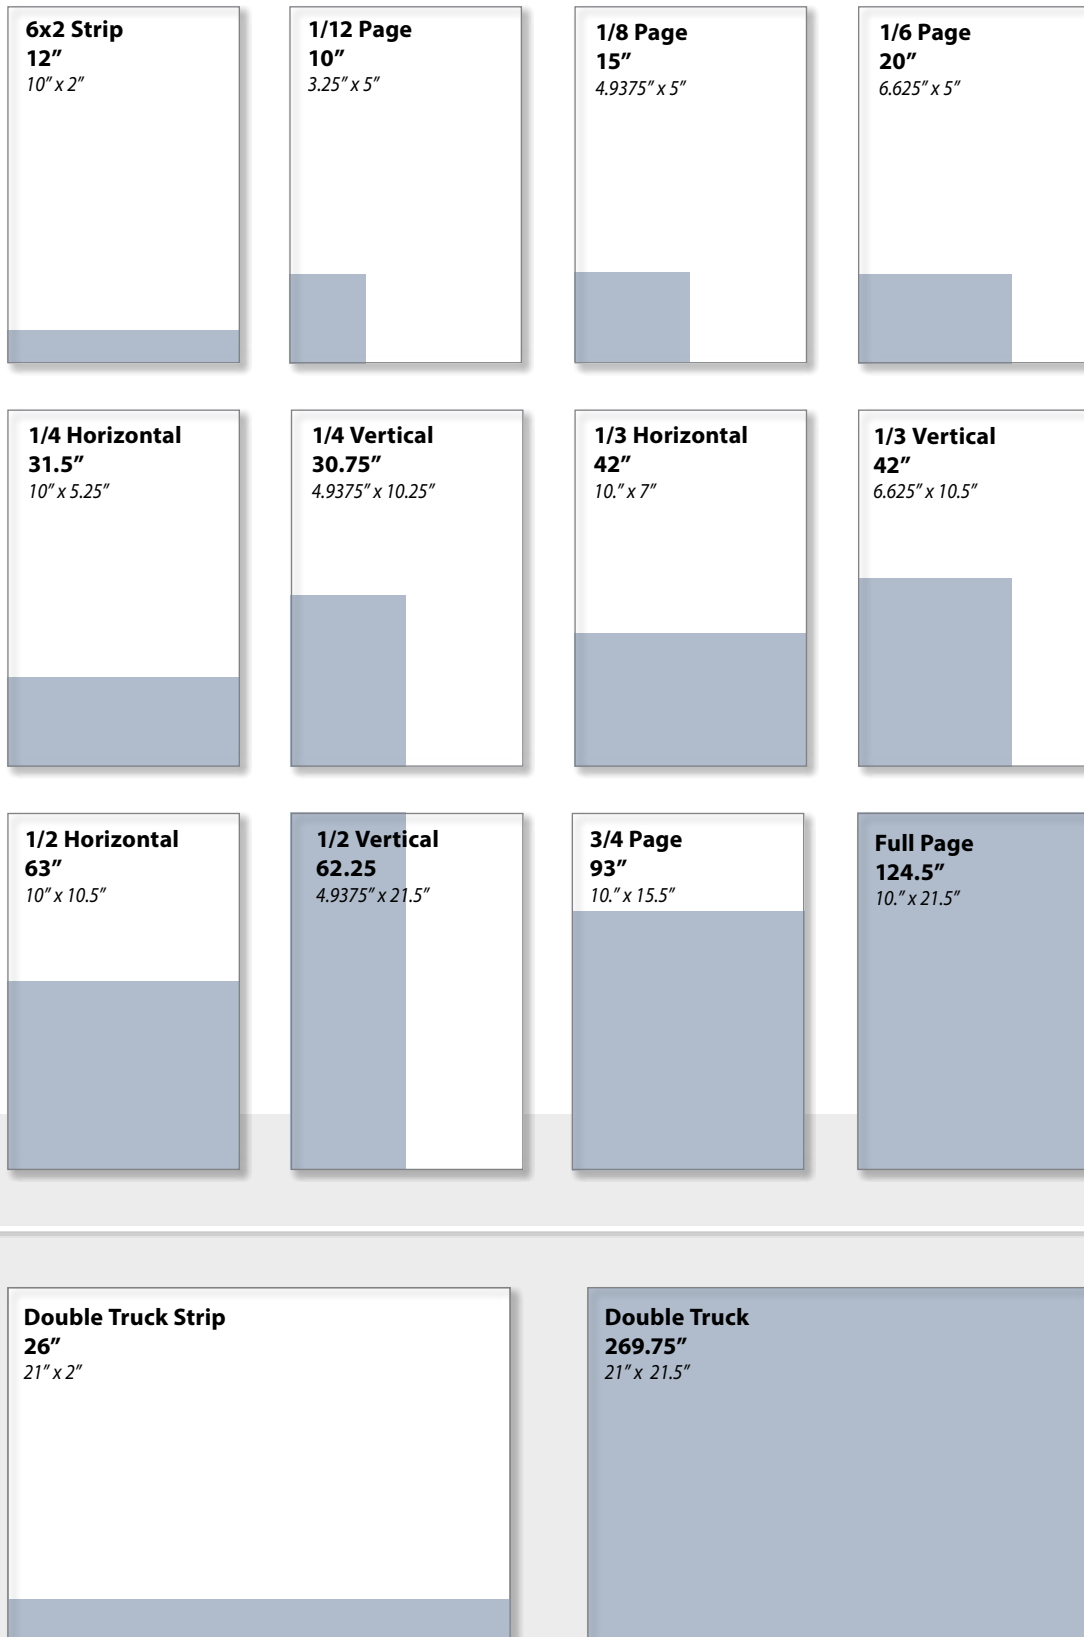 6x2 Strip
12”
10” x 2”
1/12 Page
10”
3.25” x 5”
1/8 Page
15”
4.9375” x 5”
1/6 Page
20”
6.625” x 5”
1/4 Horizontal
31.5”
10” x 5.25”
1/4 Vertical
30.75”
4.9375” x 10.25”
1/3 Horizontal
42”
10.” x 7”
1/3 Vertical
42”
6.625” x 10.5”
1/2 Horizontal
63”
10” x 10.5”
1/2 Vertical
62.25
4.9375” x 21.5”
3/4 Page
93”
10.” x 15.5”
Full Page
124.5”
10.” x 21.5”
Double Truck Strip
26”
21” x 2”
Double Truck
269.75”
21” x 21.5”